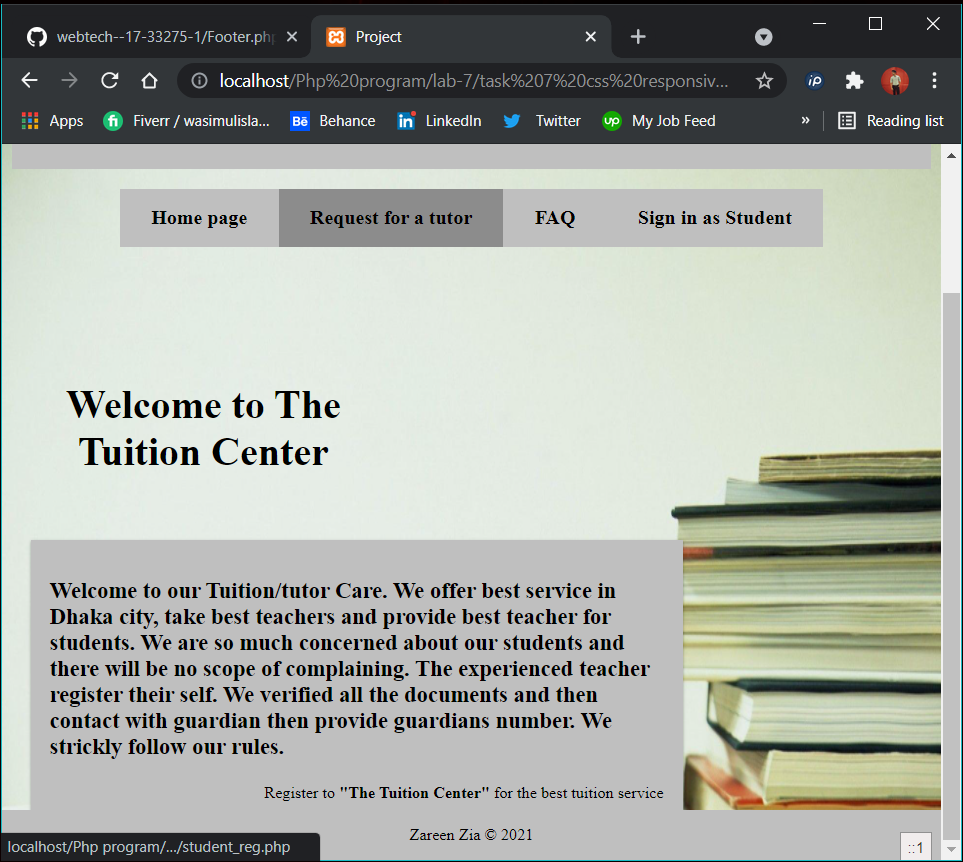 webtech--17-33275-1/Footer.php
Project
localhost/Php%20program/lab-7/task%207%20css%20responsiv...
iP
Apps
fi
Fiverr / wasimulisla...
Bē
Behance
in
LinkedIn
Twitter
up
My Job Feed
»
Reading list
Home page
Request for a tutor
FAQ
Sign in as Student
Welcome to The
Tuition Center
Welcome to our Tuition/tutor Care. We offer best service in
Dhaka city, take best teachers and provide best teacher for
students. We are so much concerned about our students and
there will be no scope of complaining. The experienced teacher
register their self. We verified all the documents and then
contact with guardian then provide guardians number. We
strickly follow our rules.
Register to "The Tuition Center" for the best tuition service
Zareen Zia © 2021
localhost/Php program/.../student_reg.php
::1